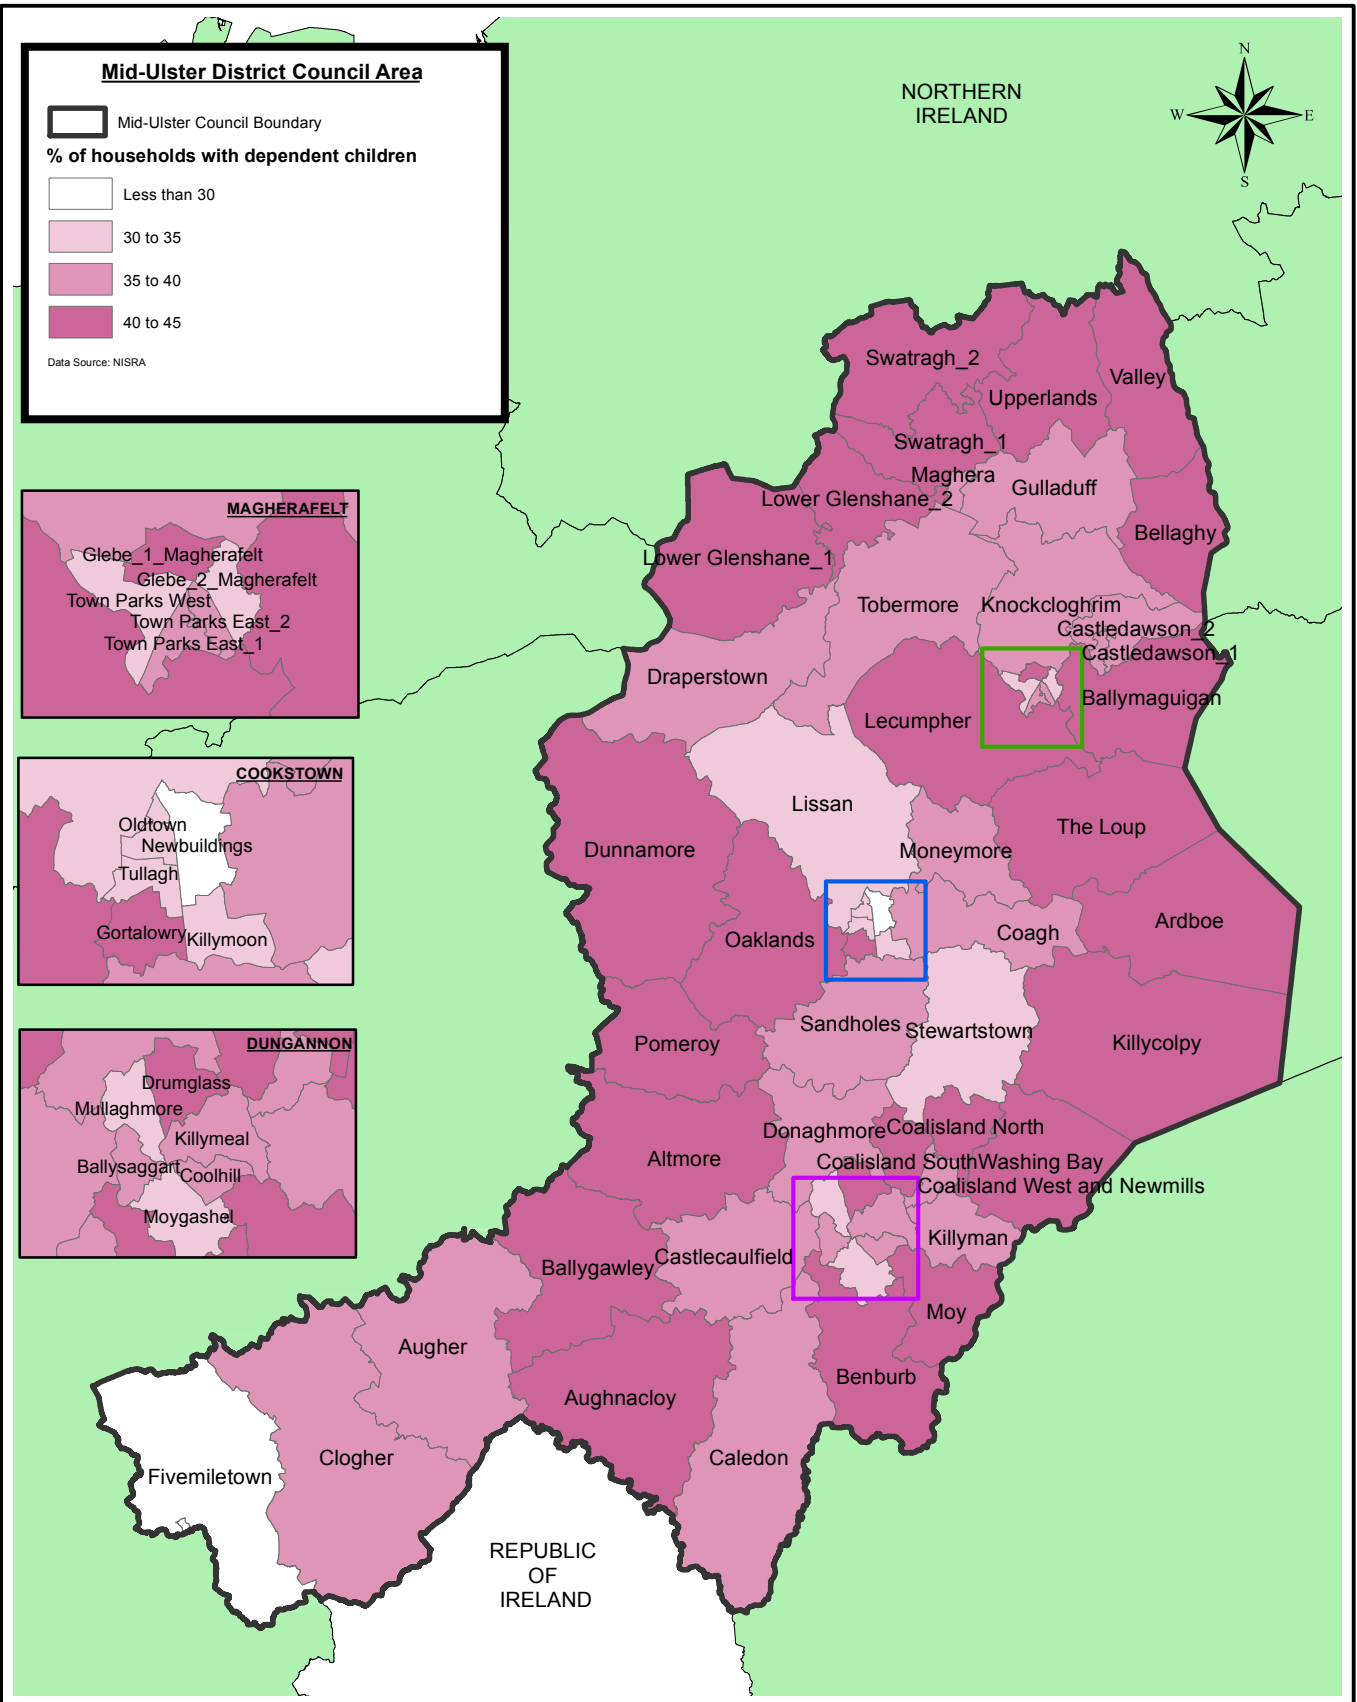 Mid-Ulster District Council Area
Mid-Ulster Council Boundary
% of households with dependent children
Less than 30
30 to 35
35 to 40
40 to 45
Data Source: NISRA
NORTHERN
IRELAND
N
W
E
S
MAGHERAFELT
Glebe_1_Magherafelt
Glebe_2_Magherafelt
Town Parks West
Town Parks East_2
Town Parks East_1
COOKSTOWN
Oldtown
Newbuildings
Tullagh
Gortalowry
Killymoon
DUNGANNON
Drumglass
Mullaghmore
Killymeal
Ballysaggart
Coolhill
Moygashel
Swatragh_2
Valley
Upperlands
Swatragh_1
Maghera
Gulladuff
Lower Glenshane_2
Bellaghy
Lower Glenshane_1
Tobermore
Knockcloghrim
Castledawson_2
Castledawson_1
Draperstown
Ballymaguigan
Lecumpher
Lissan
The Loup
Dunnamore
Moneymore
Ardboe
Oaklands
Coagh
Sandholes
Stewartstown
Pomeroy
Killycolpy
Donaghmore
Coalisland North
Altmore
Coalisland South
Washing Bay
Coalisland West and Newmills
Killyman
Castlecaulfield
Ballygawley
Moy
Augher
Benburb
Aughnacloy
Clogher
Caledon
Fivemiletown
REPUBLIC
OF
IRELAND